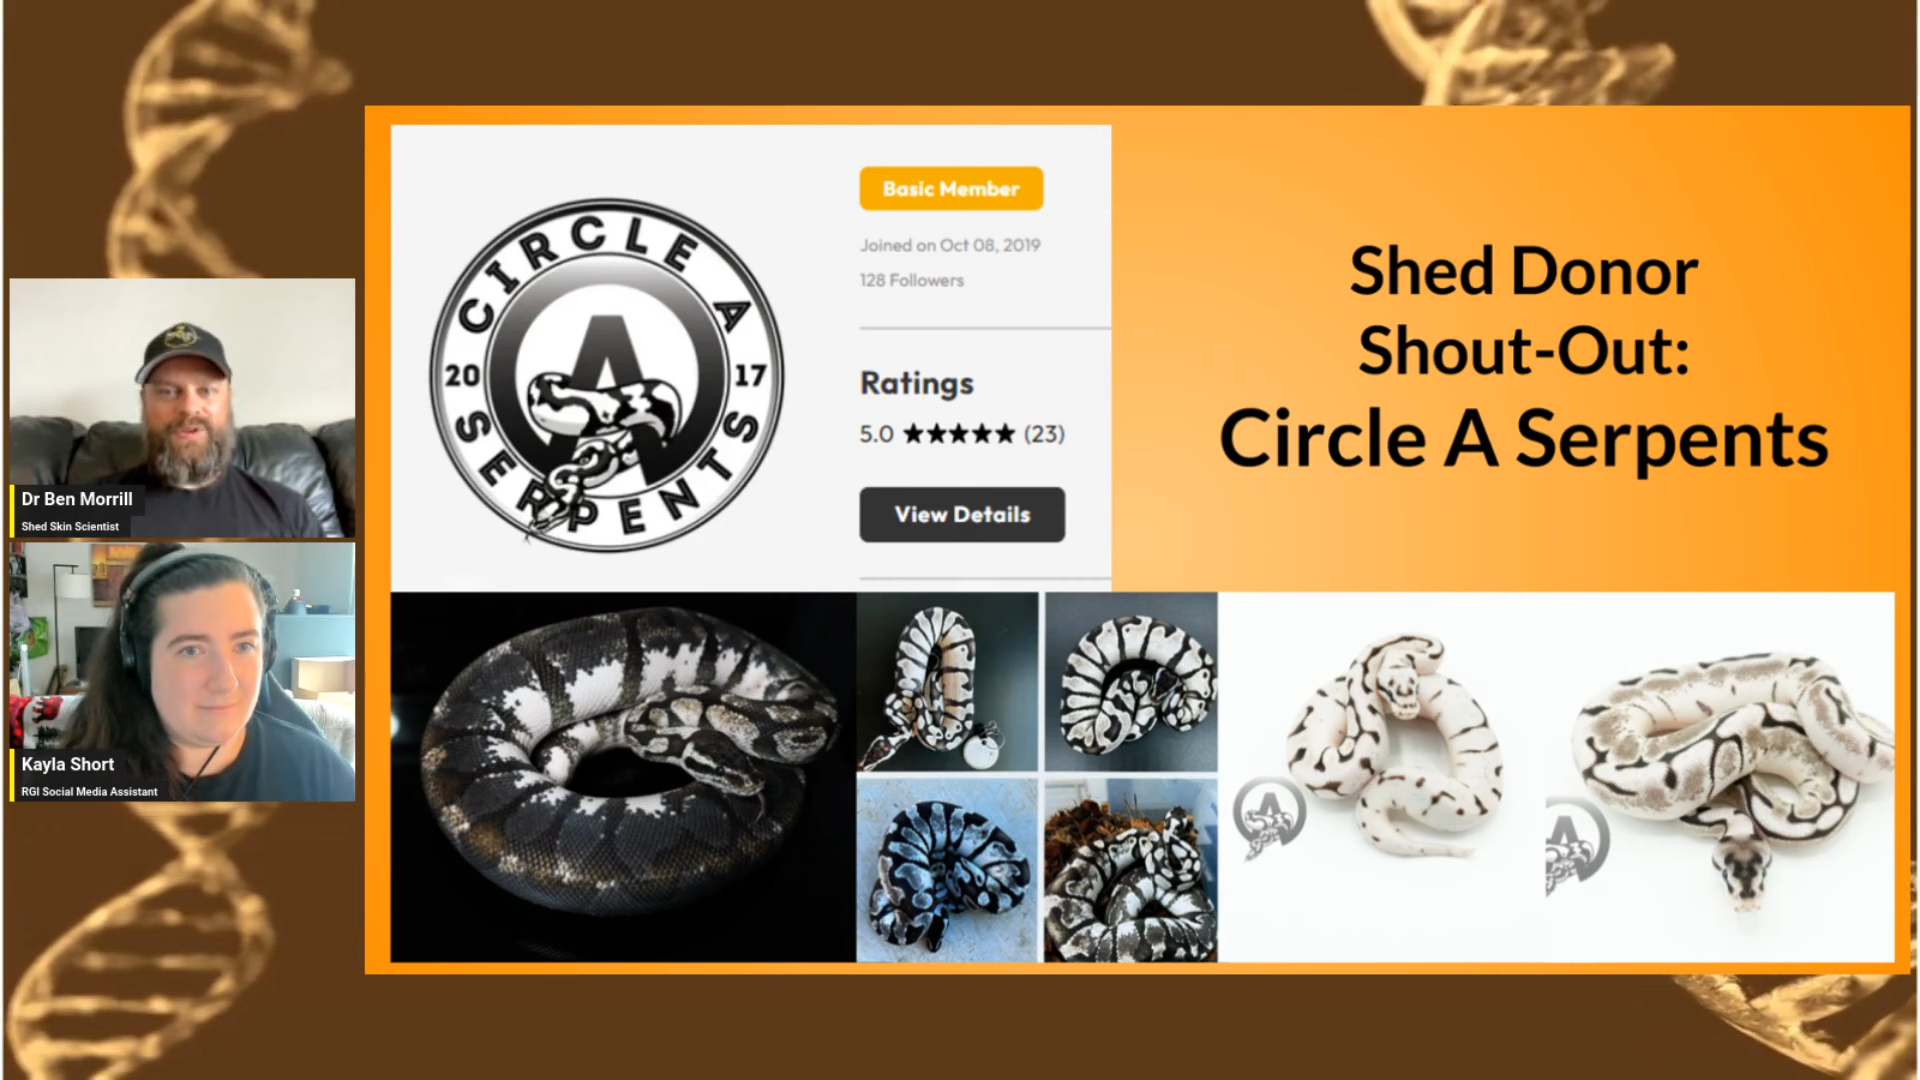 CIRCLE A
20 17
SERPENTS
Basic Member
Joined on Oct 08, 2019
128 Followers
Ratings
5.0 ★★★★★ (23)
View Details
Shed Donor
Shout-Out:
Circle A Serpents
Dr Ben Morrill
Shed Skin Scientist
Kayla Short
RGI Social Media Assistant